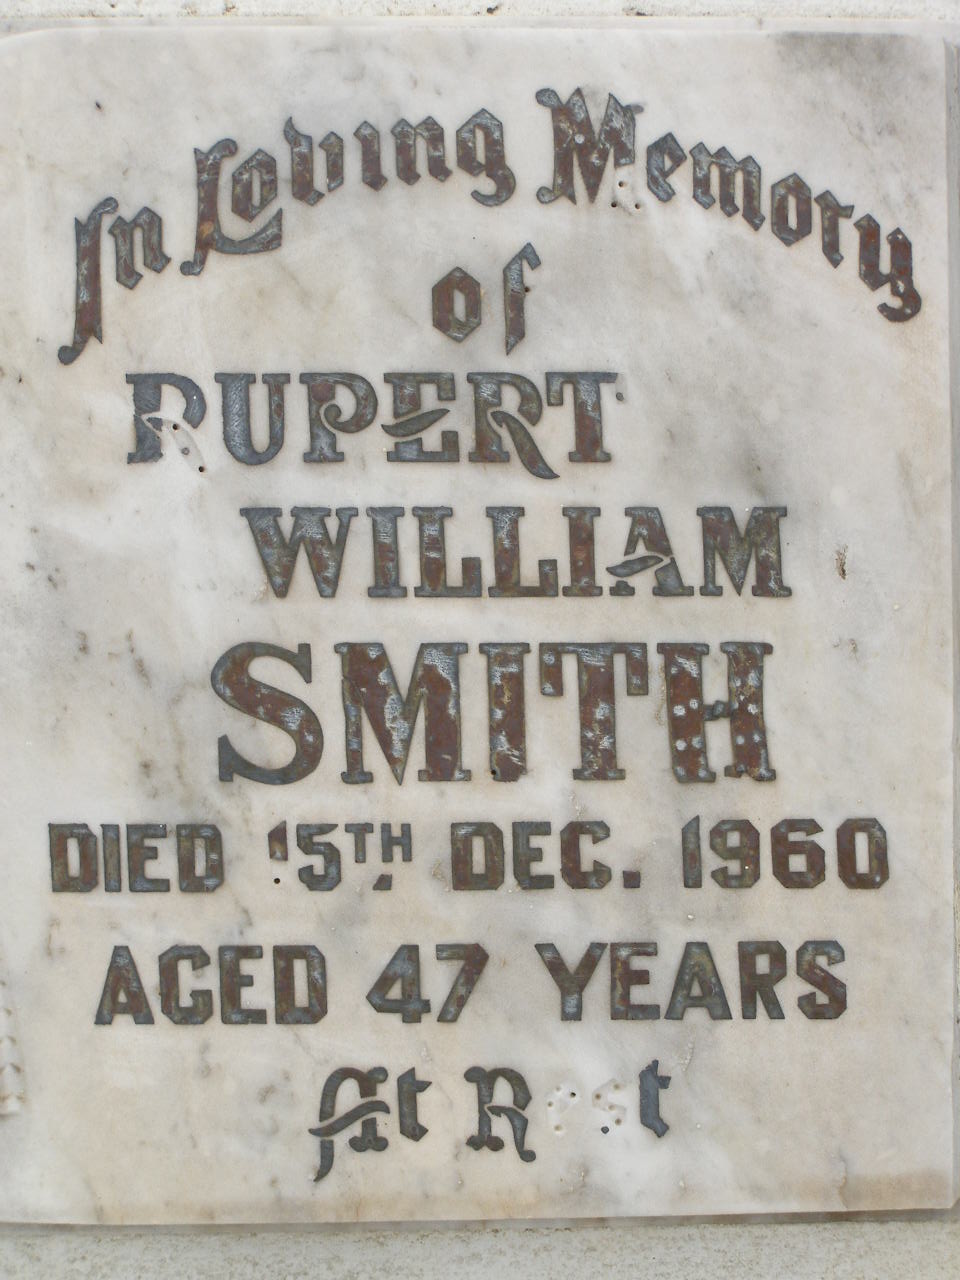 In Loving Memory
of
RUPERT
WILLIAM
SMITH
DIED 15TH DEC. 1960
AGED 47 YEARS
At Rest